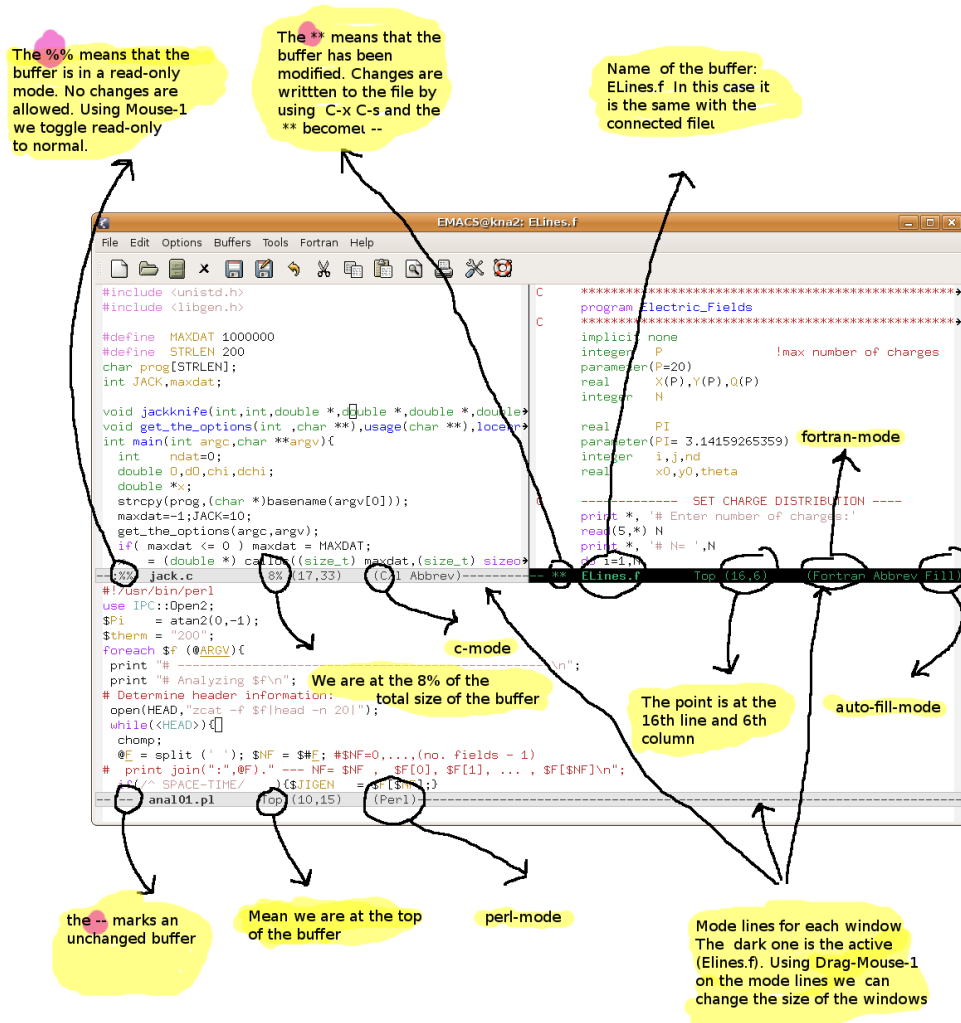 The %% means that the
buffer is in a read-only
mode. No changes are
allowed. Using Mouse-1
we toggle read-only
to normal.
The ** means that the
buffer has been
modified. Changes are
writtten to the file by
using C-x C-s and the
** become
Name of the buffer:
ELines.f In this case it
is the same with the
connected file
EMACS@kna2: ELines.f
File Edit Options Buffers Tools Fortran Help
#include <unistd.h>
#include <libgen.h>
#define MAXDAT 1000000
#define STRLEN 200
char prog[STRLEN];
int JACK,maxdat;
void jackknife(int,int,double *,double *,double *,double
void get_the_options(int ,char **),usage(char **),locerr
int main(int argc,char **argv){
int ndat=0;
double O,dO,chi,dchi;
double *x;
strcpy(prog,(char *)basename(argv[0]));
maxdat=-1;JACK=10;
get_the_options(argc,argv);
if( maxdat <= 0 ) maxdat = MAXDAT;
= (double *) calloc((size_t) maxdat,(size_t) sizeo
--:%% jack.c 8% (17,33) (C/l Abbrev)----------
C **************************************************
program Electric_Fields
C **************************************************
implicit none
integer P !max number of charges
parameter(P=20)
real X(P),Y(P),Q(P)
integer N
real PI
parameter(PI= 3.14159265359)
integer i,j,nd
real x0,y0,theta
C ------------- SET CHARGE DISTRIBUTION ----
print *, '# Enter number of charges:'
read(5,*) N
print *, '# N= ',N
do i=1,N
-- ** ELines.f Top (16,6) (Fortran Abbrev Fill)
fortran-mode
#!/usr/bin/perl
use IPC::Open2;
$Pi = atan2(0,-1);
$therm = "200";
foreach $f (@ARGV){
print "# --------------------------------------------------\n";
print "# Analyzing $f\n";
# Determine header information:
open(HEAD,"zcat -f $f|head -n 20|");
while(<HEAD>){
chomp;
@F = split (' '); $NF = $#F; #$NF=0,...,(no. fields - 1)
# print join(":",@F)." --- NF= $NF , $F[0], $F[1], ... , $F[$NF]\n";
if(/^ SPACE-TIME/ ){$JIGEN = $F[$NF];}
-- -- anal01.pl Top (10,15) (Perl)----------
c-mode
We are at the 8% of the
total size of the buffer
The point is at the
16th line and 6th
column
auto-fill-mode
the -- marks an
unchanged buffer
Mean we are at the top
of the buffer
perl-mode
Mode lines for each window
The dark one is the active
(Elines.f). Using Drag-Mouse-1
on the mode lines we can
change the size of the windows